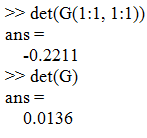 >> det(G(1:1, 1:1))
ans =
-0.2211
>> det(G)
ans =
0.0136